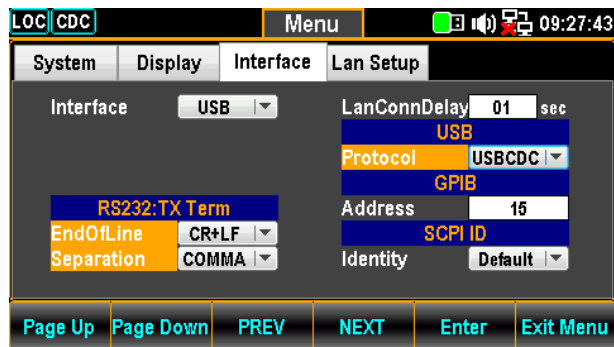 LOC CDC Menu 09:27:43
System Display Interface Lan Setup
Interface USB
LanConnDelay 01 sec
USB
Protocol USBCDC
GPIB
RS232:TX Term
Address 15
EndOfLine CR+LF
SCPI ID
Separation COMMA
Identity Default
Page Up Page Down PREV NEXT Enter Exit Menu